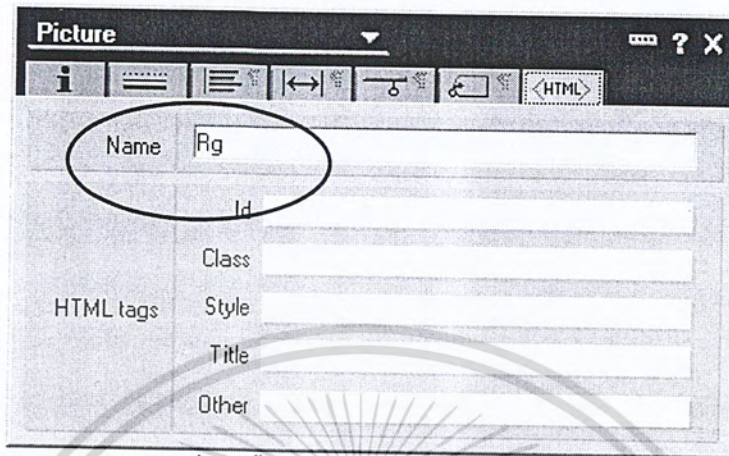 Picture ?
i <HTML>
Name Rg
HTML tags
Id
Class
Style
Title
Other